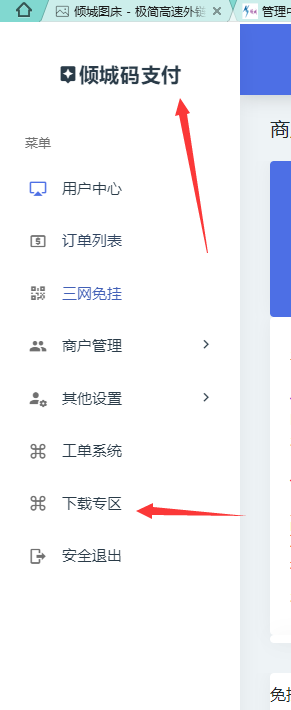 倾城图床 - 极简高速外链
管理中
倾城码支付
商
菜单
用户中心
订单列表
三网免挂
商户管理
其他设置
工单系统
下载专区
安全退出
免挂